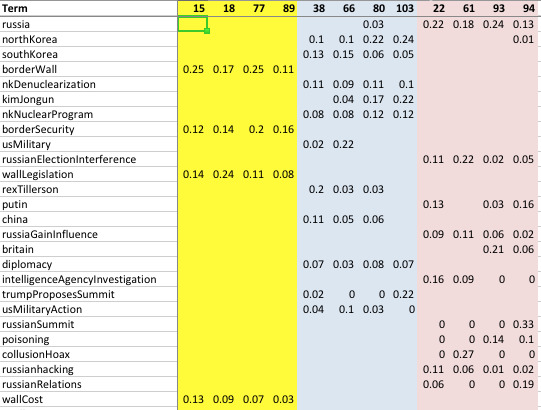 Term 15 18 77 89 38 66 80 103 22 61 93 94
russia 0.03 0.22 0.18 0.24 0.13
northKorea 0.1 0.1 0.22 0.24 0.01
southKorea 0.13 0.15 0.06 0.05
borderWall 0.25 0.17 0.25 0.11
nkDenuclearization 0.11 0.09 0.11 0.1
kimJongun 0.04 0.17 0.22
nkNuclearProgram 0.08 0.08 0.12 0.12
borderSecurity 0.12 0.14 0.2 0.16
usMilitary 0.02 0.22
russianElectionInterference 0.11 0.22 0.02 0.05
wallLegislation 0.14 0.24 0.11 0.08
rexTillerson 0.2 0.03 0.03
putin 0.13 0.03 0.16
china 0.11 0.05 0.06
russiaGainInfluence 0.09 0.11 0.06 0.02
britain 0.21 0.06
diplomacy 0.07 0.03 0.08 0.07
intelligenceAgencyInvestigation 0.16 0.09 0 0
trumpProposesSummit 0.02 0 0 0.22
usMilitaryAction 0.04 0.1 0.03 0
russianSummit 0 0 0 0.33
poisoning 0 0 0.14 0.1
collusionHoax 0 0.27 0 0
russianhacking 0.11 0.06 0.01 0.02
russianRelations 0.06 0 0 0.19
wallCost 0.13 0.09 0.07 0.03